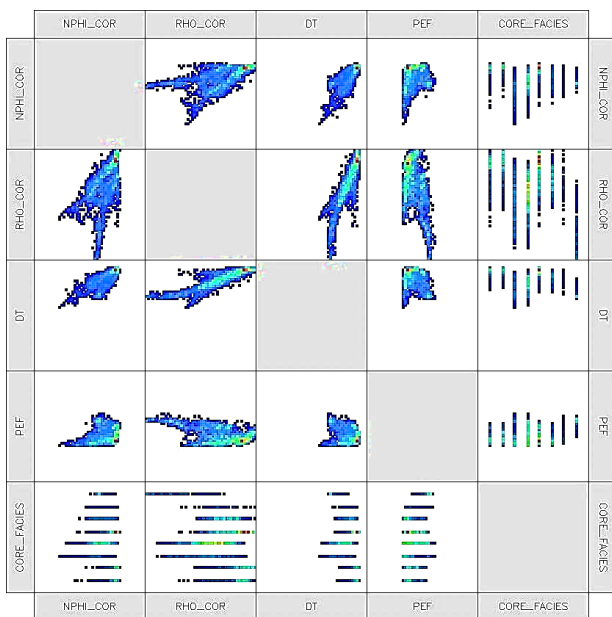 NPHI_COR RHO_COR DT PEF CORE_FACIES
NPHI_COR NPHI_COR
RHO_COR RHO_COR
DT DT
PEF PEF
CORE_FACIES CORE_FACIES
NPHI_COR RHO_COR DT PEF CORE_FACIES